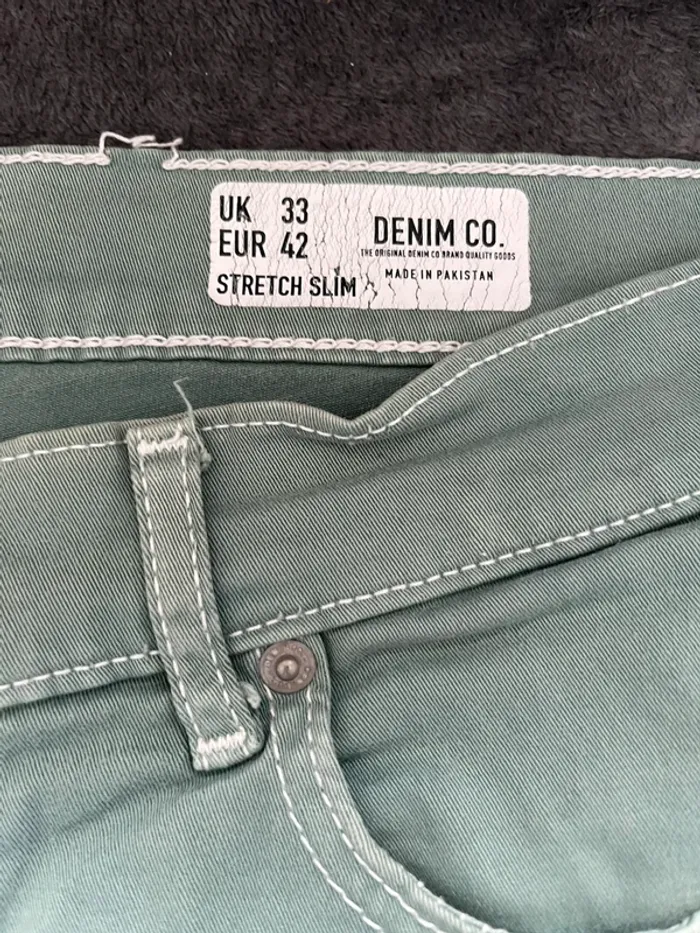 UK 33
EUR 42
STRETCH SLIM
DENIM CO.
THE ORIGINAL DENIM CO BRAND QUALITY GOODS
MADE IN PAKISTAN